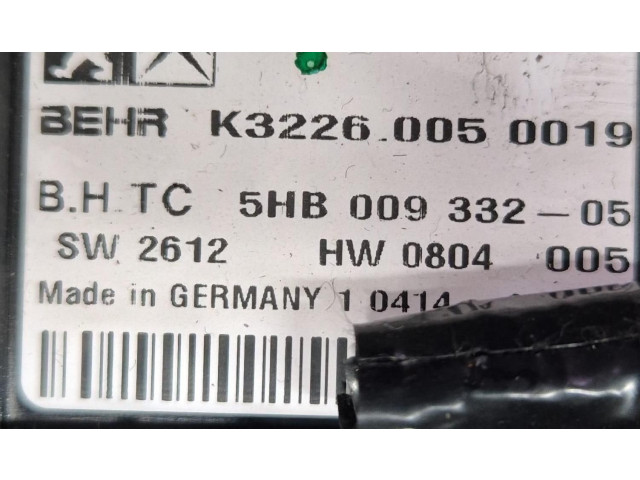 BEHR K3226.005 0019
B.H.TC 5HB 009 332-05
SW 2612 HW 0804 005
Made in GERMANY 1 0414